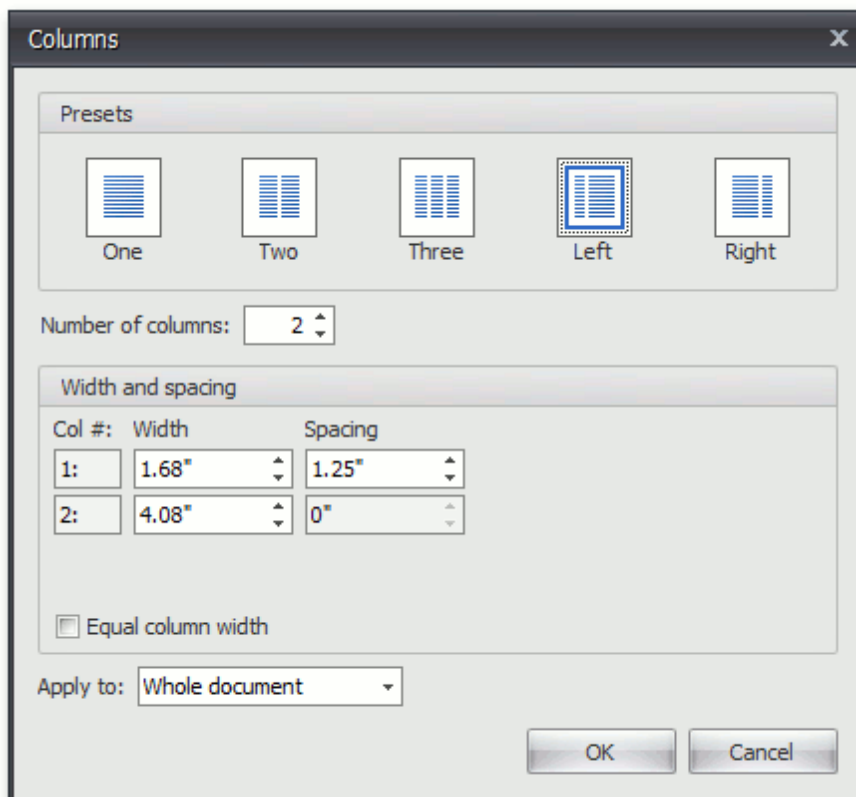 Columns
Presets
One Two Three Left Right
Number of columns: 2
Width and spacing
Col #: Width Spacing
1: 1.68" 1.25"
2: 4.08" 0"
Equal column width
Apply to: Whole document
OK Cancel